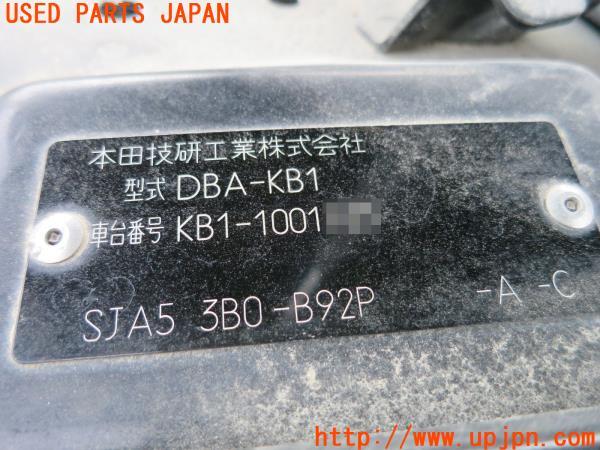 USED PARTS JAPAN
本田技研工業株式会社
型式 DBA-KB1
車台番号 KB1-1001
SJA5 3B0-B92P -A -C
http://www.upjpn.com/